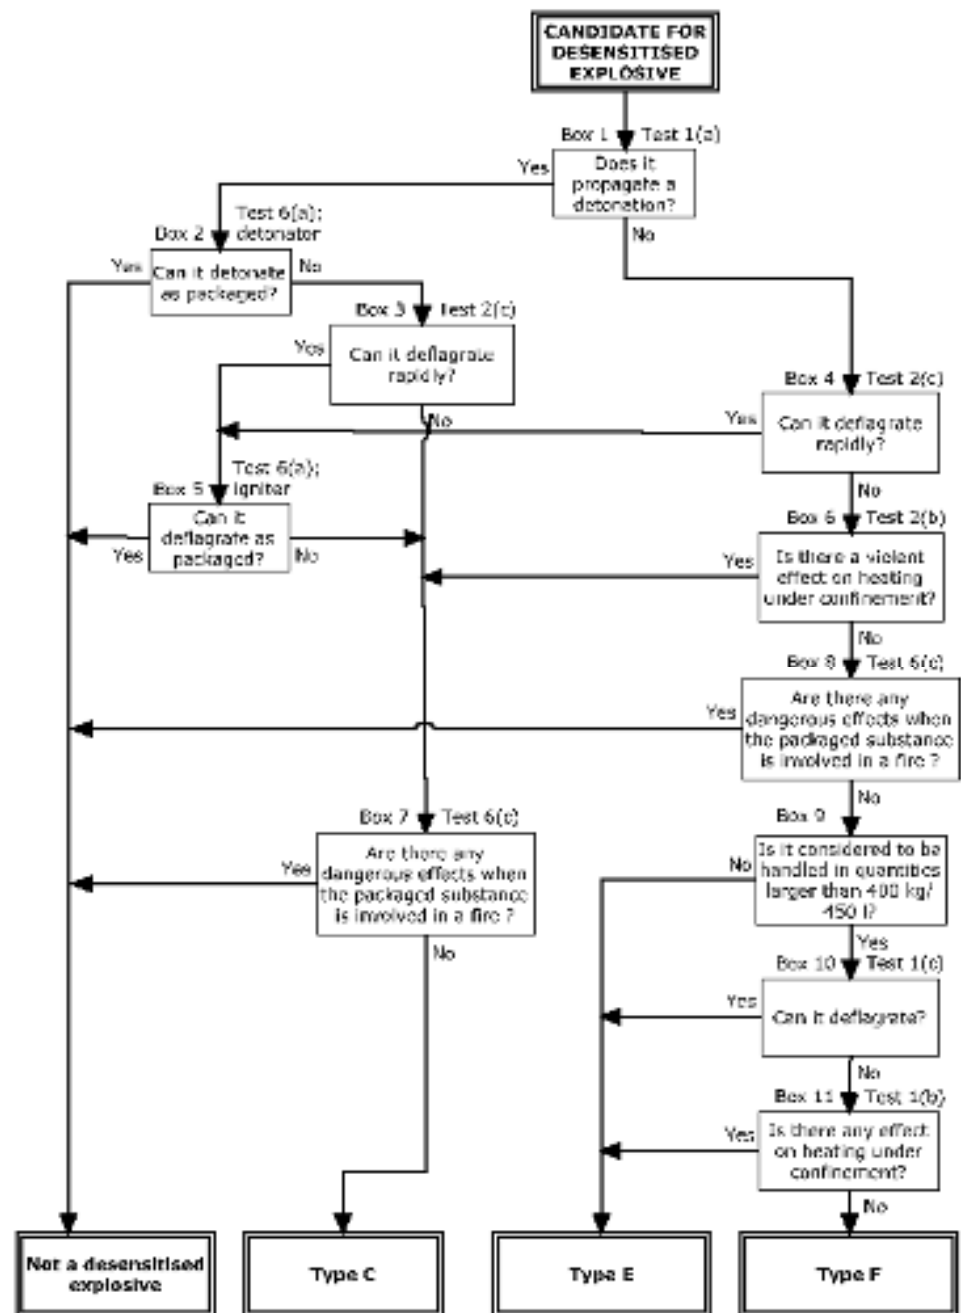 CANDIDATE FOR
DESENSITISED
EXPLOSIVE
Box 1 Test 1(a)
Does it
propagate a
detonation?
Yes
No
Test 6(a);
Box 2 detonator
Can it detonate
as packaged?
Yes
No
Box 3 Test 2(c)
Can it deflagrate
rapidly?
Yes
No
Box 4 Test 2(c)
Can it deflagrate
rapidly?
Yes
No
Test 6(a);
Box 5 igniter
Can it
deflagrate as
packaged?
Yes
No
Box 6 Test 2(b)
Is there a violent
effect on heating
under confinement?
Yes
No
Box 8 Test 6(c)
Are there any
dangerous effects when
the packaged substance
is involved in a fire ?
Yes
No
Box 7 Test 6(c)
Are there any
dangerous effects when
the packaged substance
is involved in a fire ?
Yes
No
Box 9
Is it considered to be
handled in quantities
larger than 400 kg/
450 l?
No
Yes
Box 10 Test 1(c)
Can it deflagrate?
Yes
No
Box 11 Test 1(b)
Is there any effect
on heating under
confinement?
Yes
No
Not a desensitised
explosive
Type C
Type E
Type F